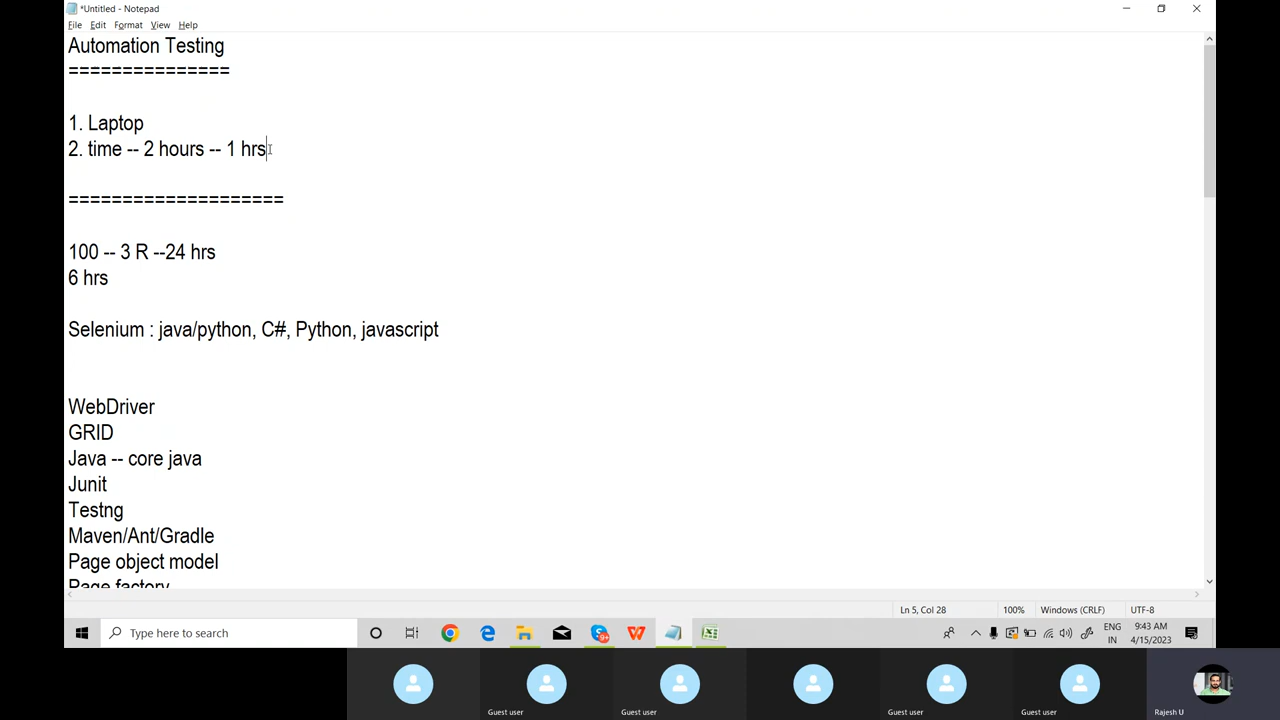 *Untitled - Notepad
File Edit Format View Help
Automation Testing
===============
1. Laptop
2. time -- 2 hours -- 1 hrs
====================
100 -- 3 R --24 hrs
6 hrs
Selenium : java/python, C#, Python, javascript
WebDriver
GRID
Java -- core java
Junit
Testng
Maven/Ant/Gradle
Page object model
Page factory
Ln 5, Col 28 100% Windows (CRLF) UTF-8
Type here to search
ENG
IN
9:43 AM
4/15/2023
Guest user Guest user Guest user Guest user Rajesh U